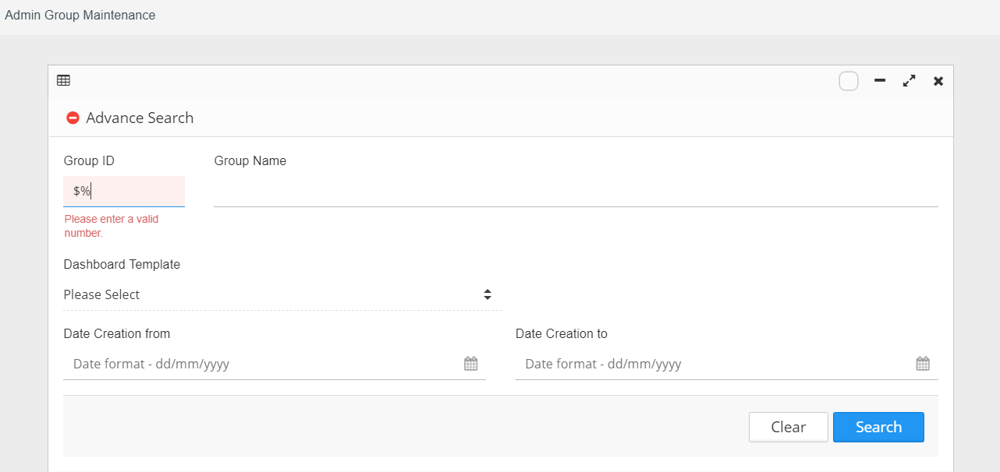 Admin Group Maintenance
Advance Search
Group ID
Group Name
$%
Please enter a valid
number.
Dashboard Template
Please Select
Date Creation from
Date Creation to
Date format - dd/mm/yyyy
Date format - dd/mm/yyyy
Clear
Search